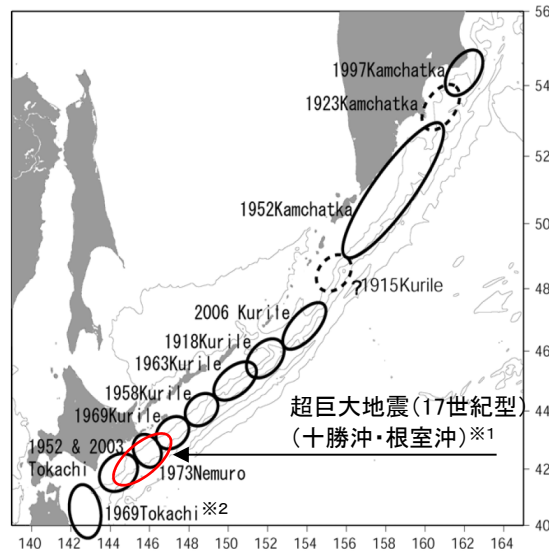 56
1997Kamchatka
54
1923Kamchatka
52
1952Kamchatka
50
?1915Kurile
48
2006 Kurile
1918Kurile
46
1963Kurile
1958Kurile
超巨大地震(17世紀型)
44
1969Kurile
(十勝沖・根室沖)※1
1952 & 2003
Tokachi
42
1973Nemuro
1969Tokachi※2
40
140 142 144 146 148 150 152 154 156 158 160 162 164